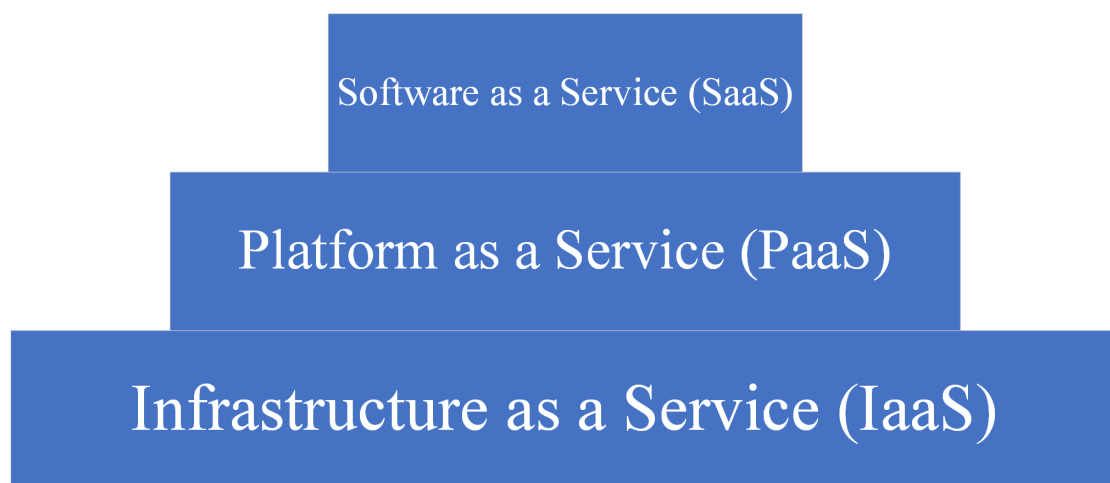 Software as a Service (SaaS)
Platform as a Service (PaaS)
Infrastructure as a Service (IaaS)